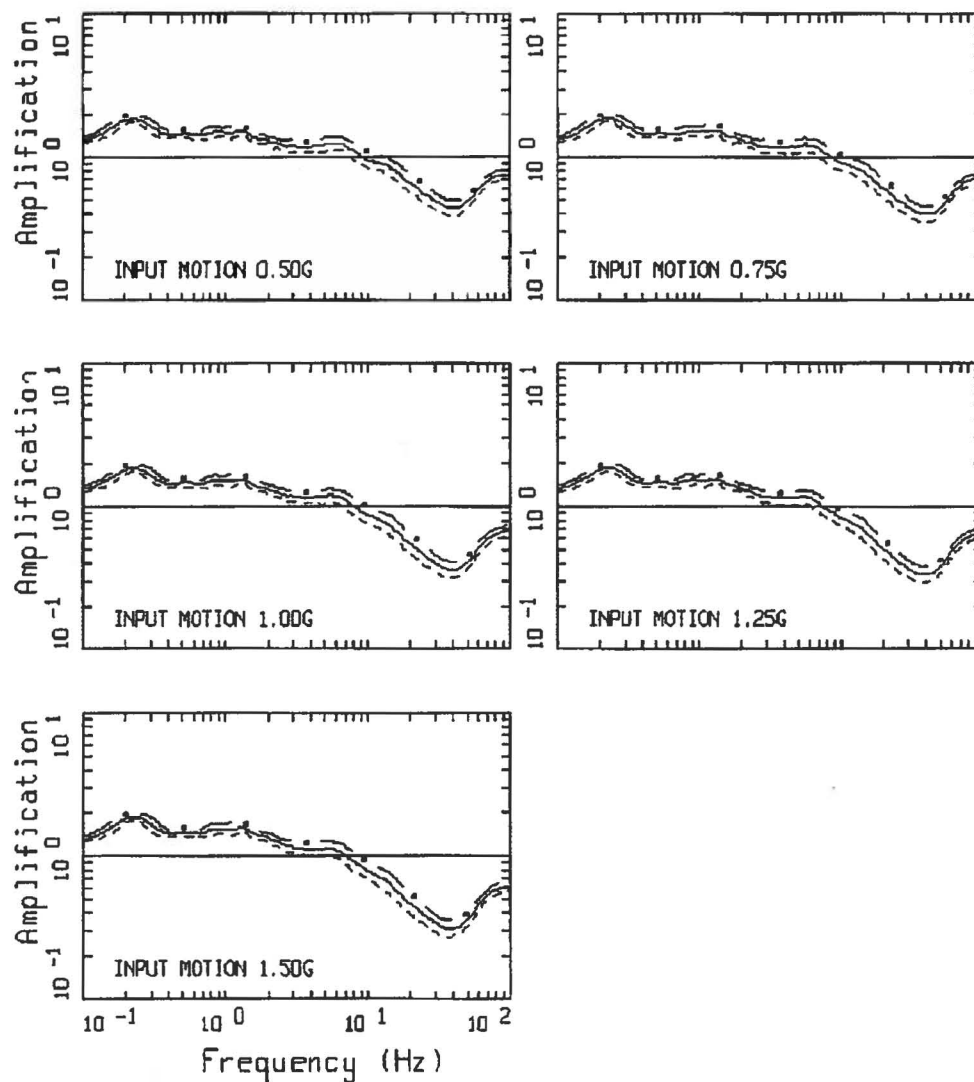 Amplification
10 1
10 0
10 -1
INPUT MOTION 0.50G
10 1
10 0
10 -1
INPUT MOTION 0.75G
Amplification
10 1
10 0
10 -1
INPUT MOTION 1.00G
10 1
10 0
10 -1
INPUT MOTION 1.25G
Amplification
10 1
10 0
10 -1
INPUT MOTION 1.50G
10 -1
10 0
10 1
10 2
Frequency (Hz)